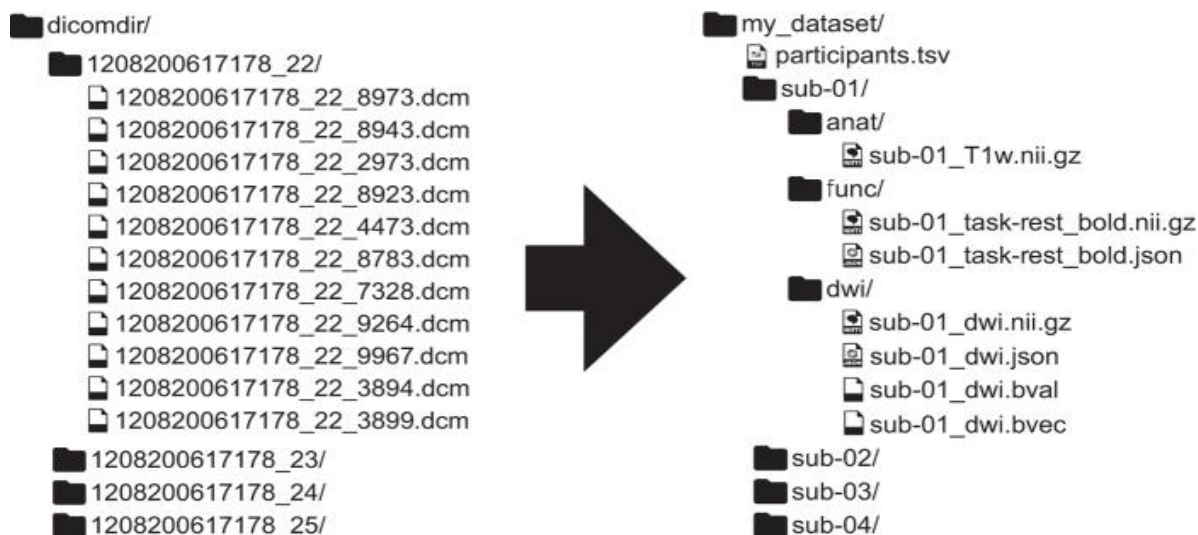 dicomdir/
1208200617178_22/
1208200617178_22_8973.dcm
1208200617178_22_8943.dcm
1208200617178_22_2973.dcm
1208200617178_22_8923.dcm
1208200617178_22_4473.dcm
1208200617178_22_8783.dcm
1208200617178_22_7328.dcm
1208200617178_22_9264.dcm
1208200617178_22_9967.dcm
1208200617178_22_3894.dcm
1208200617178_22_3899.dcm
1208200617178_23/
1208200617178_24/
1208200617178_25/
my_dataset/
participants.tsv
sub-01/
anat/
sub-01_T1w.nii.gz
func/
sub-01_task-rest_bold.nii.gz
sub-01_task-rest_bold.json
dwi/
sub-01_dwi.nii.gz
sub-01_dwi.json
sub-01_dwi.bval
sub-01_dwi.bvec
sub-02/
sub-03/
sub-04/